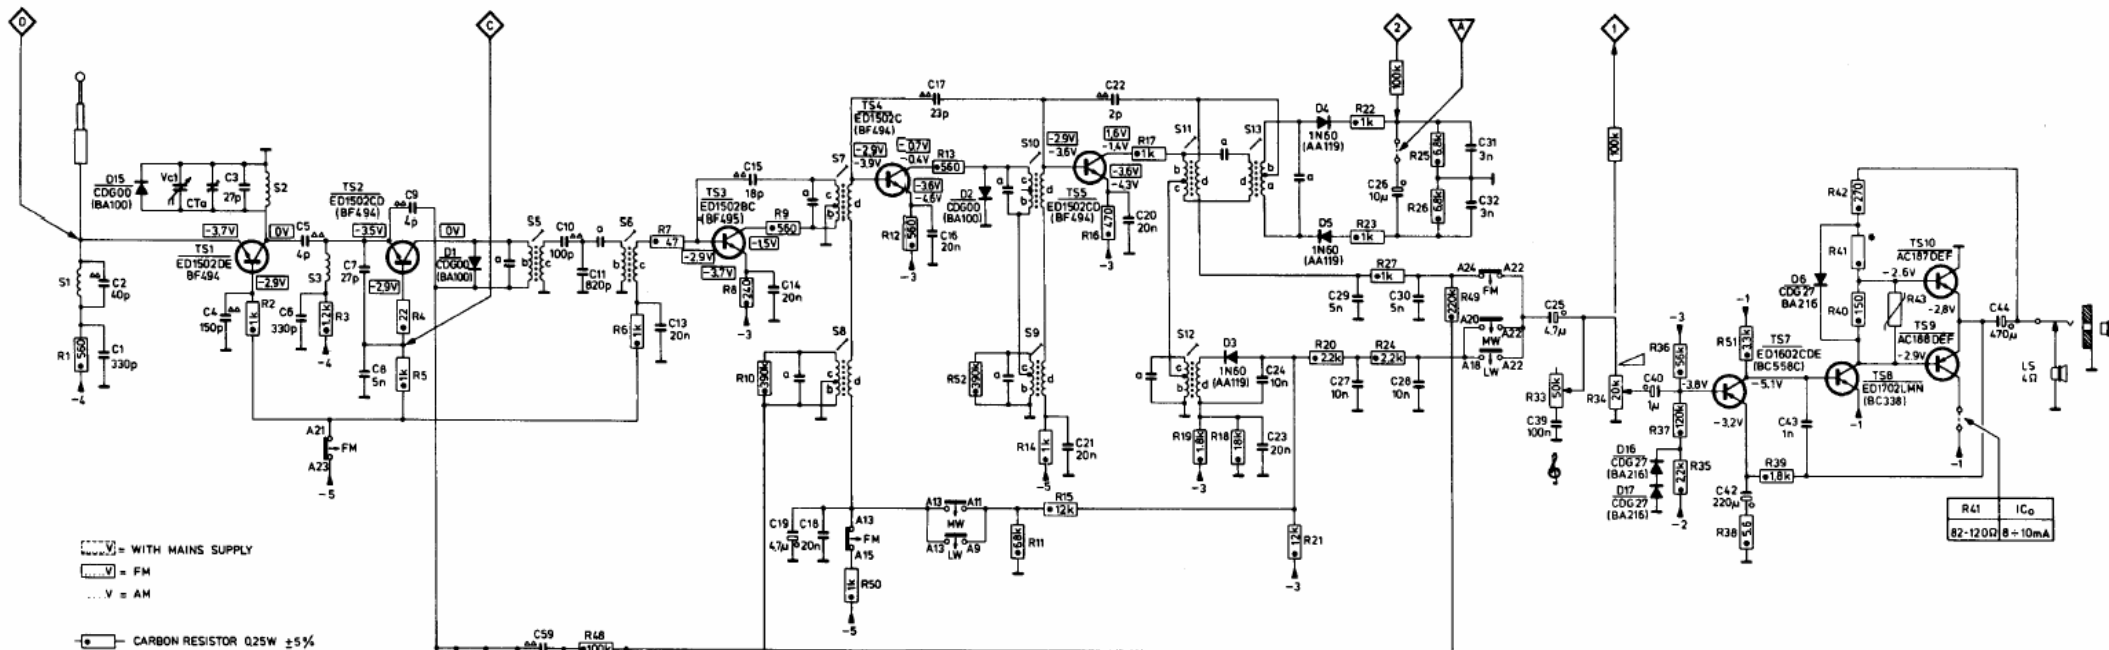 D
C
2
A
1
100k
100k
C17
23p
C22
2p
TS4
ED1502C
(BF494)
-2.9V
-3.9V
-0.7V
-0.4V
R13
560
S7
S10
-2.9V
-3.6V
TS5
ED1502CD
(BF494)
1.6V
-1.4V
R17
1k
S11
S13
D4
1N60
(AA119)
R22
1k
R25
6,8k
C31
3n
C26
10µ
R26
6,8k
C32
3n
D5
1N60
(AA119)
R23
1k
D15
CDG00
(BA100)
Vc1
CTa
C3
27p
S2
TS2
ED1502CD
(BF494)
C9
4p
C15
18p
TS3
ED1502BC
(BF495)
R9
560
-3.6V
-4.6V
D2
CDG00
(BA100)
-3.6V
-4.3V
R12
560
C16
20n
-3
R16
470
C20
20n
-3
-3.7V
0V
C5
4p
-3.5V
0V
S5
C10
100p
S6
R7
47
-2.9V
-1.5V
-3.7V
TS1
ED1502DE
BF494
-2.9V
C7
27p
S3
-2.9V
D1
CDG00
(BA100)
C11
820p
R8
240
C14
20n
-3
S1
C2
40p
C4
150p
R2
1k
C6
330p
R3
1,2k
-4
R4
22
R6
1k
C13
20n
R1
560
C1
330p
-4
C8
5n
R5
1k
R27
1k
C29
5n
C30
5n
R49
220k
A24
A22
FM
A20
A22
MW
A18
A22
LW
C25
4.7µ
R42
270
R41
TS10
AC187DEF
-2.6V
D6
CDG27
BA216
R40
150
R43
-2,8V
TS9
AC188DEF
-2.9V
C44
470µ
LS
4Ω
-3
-1
R36
56k
R51
3,3k
TS7
ED1602CDE
(BC558C)
-3.8V
-5.1V
-3,2V
TS8
ED1702LMN
(BC338)
-1
-1
S8
R10
390k
S9
R52
390k
S12
D3
1N60
(AA119)
C24
10n
R20
2,2k
R24
2,2k
C27
10n
C28
10n
R33
50k
C39
100n
R34
20k
C40
1µ
R37
120k
C43
1n
R35
2,2k
-2
D16
CDG27
(BA216)
D17
CDG27
(BA216)
R39
1,8k
C42
220µ
R38
5.6
A21
FM
A23
-5
R14
1k
C21
20n
-5
R19
1.8k
R18
18k
C23
20n
-3
C19
4,7µ
C18
20n
A13
FM
A15
R50
1k
-5
A13
A11
MW
A13
LW
A9
R15
12k
R11
68k
R21
12k
-3
R41 ICo
82-120Ω 8÷10mA
V = WITH MAINS SUPPLY
.....V = FM
....V = AM
CARBON RESISTOR 0.25W ±5%
C59
R48
100k